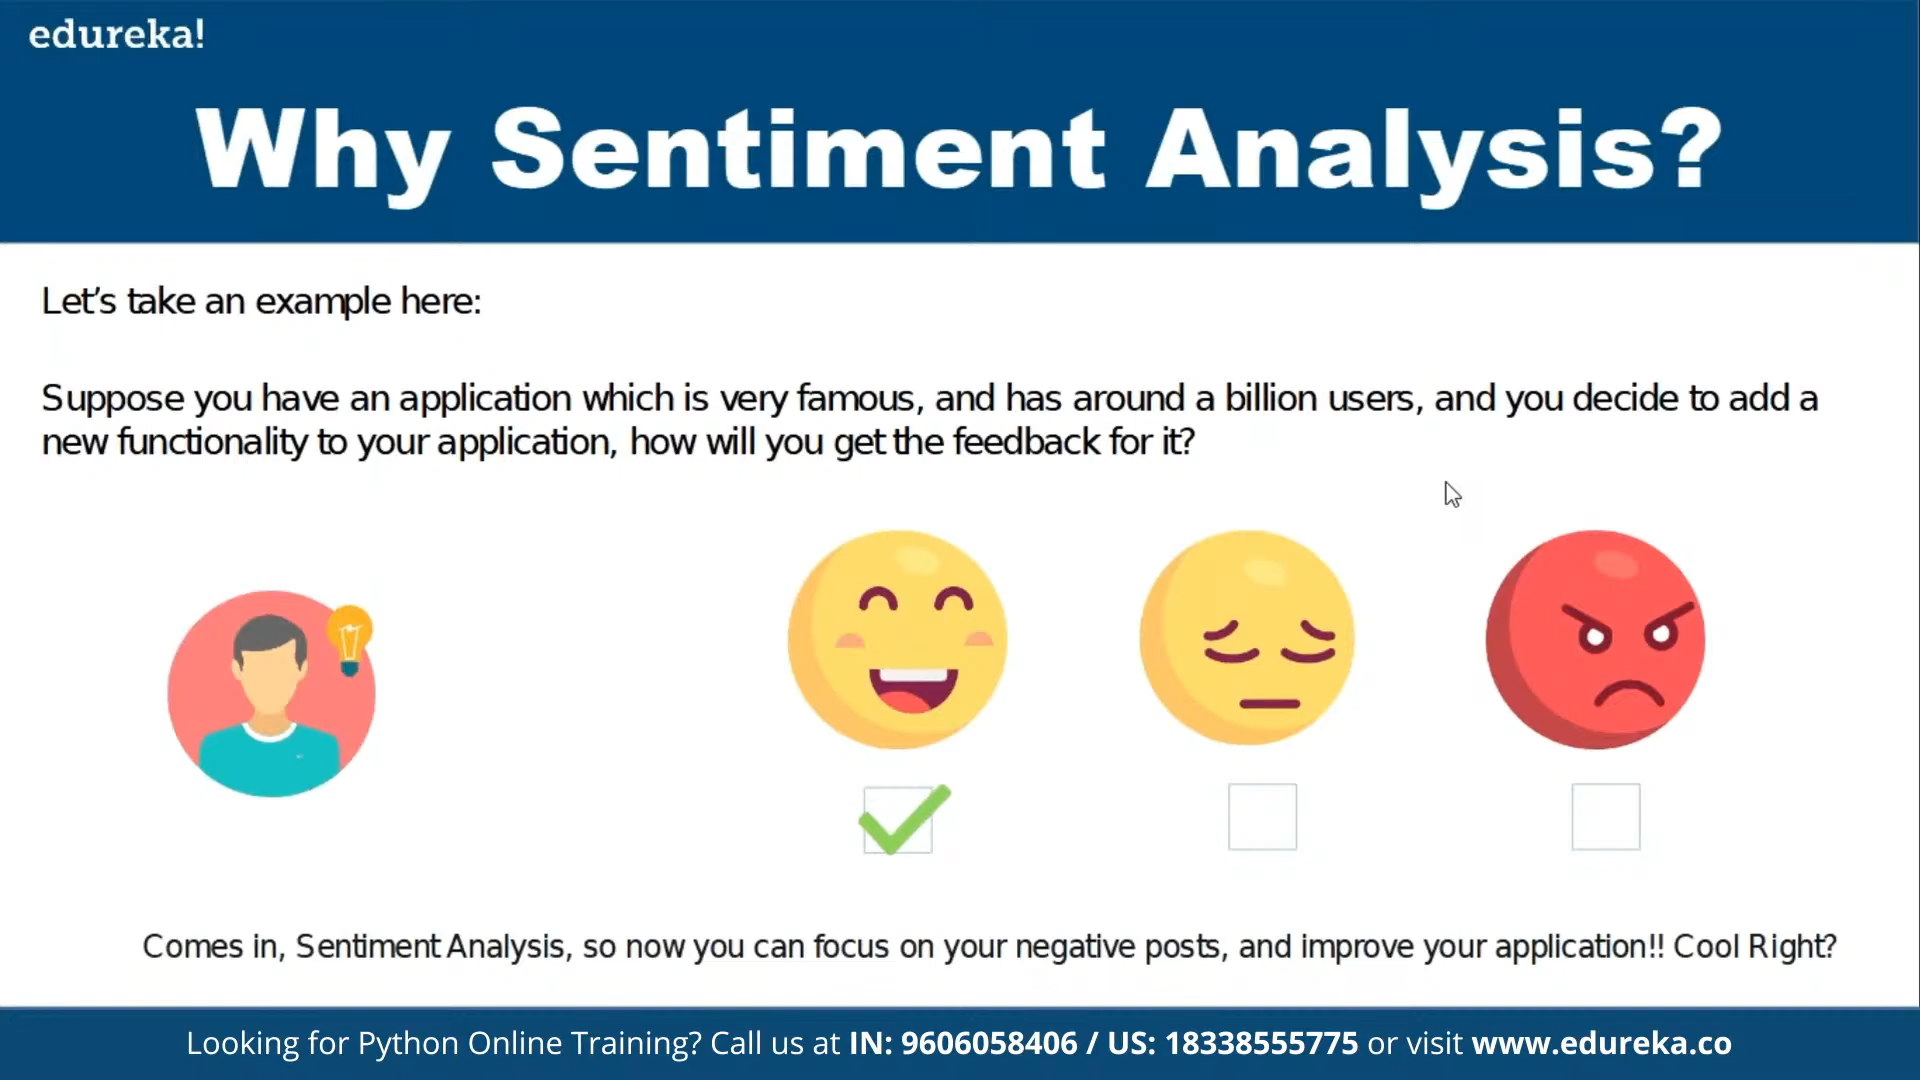 edureka!
Why Sentiment Analysis?
Let's take an example here:
Suppose you have an application which is very famous, and has around a billion users, and you decide to add a
new functionality to your application, how will you get the feedback for it?
Comes in, Sentiment Analysis, so now you can focus on your negative posts, and improve your application!! Cool Right?
Looking for Python Online Training? Call us at IN: 9606058406 / US: 18338555775 or visit www.edureka.co